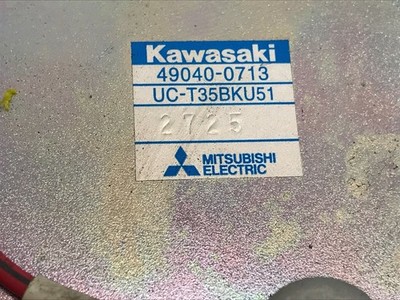 Kawasaki
49040-0713
UC-T35BKU51
2725
MITSUBISHI
ELECTRIC